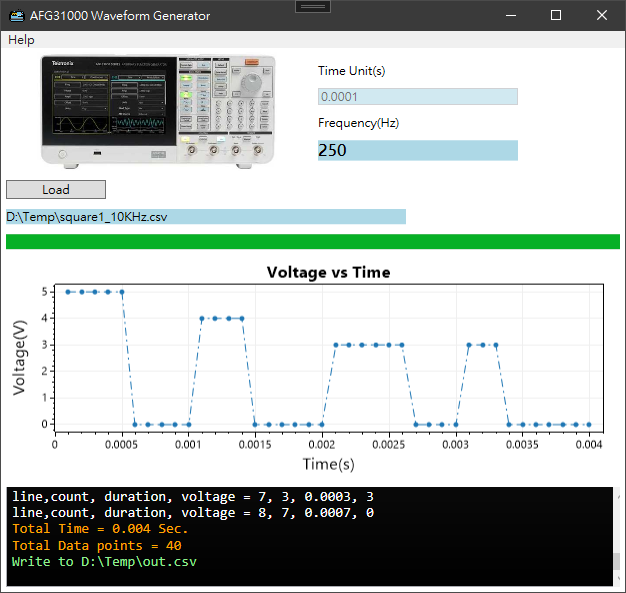 AFG31000 Waveform Generator
Help
Tektronix
Time Unit(s)
0.0001
Frequency(Hz)
250
Load
D:\Temp\square1_10KHz.csv
Voltage vs Time
Voltage(V)
5
4
3
2
1
0
0 0.0005 0.001 0.0015 0.002 0.0025 0.003 0.0035 0.004
Time(s)
line,count, duration, voltage = 7, 3, 0.0003, 3
line,count, duration, voltage = 8, 7, 0.0007, 0
Total Time = 0.004 Sec.
Total Data points = 40
Write to D:\Temp\out.csv